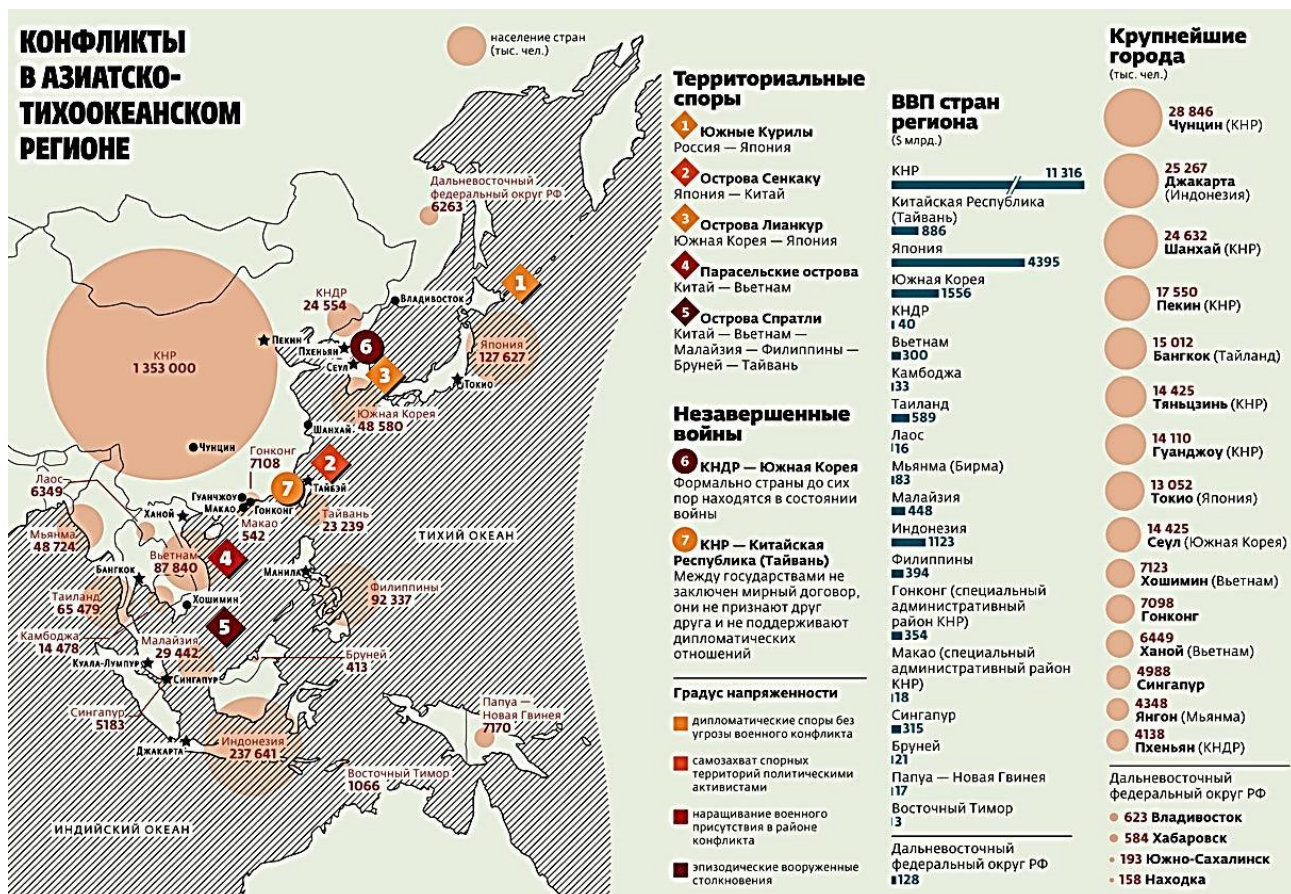 КОНФЛИКТЫ
В АЗИАТСКО-
ТИХООКЕАНСКОМ
РЕГИОНЕ
население стран
(тыс. чел.)
Дальневосточный
федеральный округ РФ
6263
КНДР
24 554
Владивосток
1
КНР
1 353 000
Пекин
Пхеньян
6
Сеул
3
Япония
127 627
Токио
Южная Корея
48 580
Шанхай
Чунцин
Гонконг
7108
2
Лаос
6349
7
Тайбэй
Гуанчжоу
Макао
Гонконг
Ханой
Макао
542
Тайвань
23 239
Мьянма
48 724
Вьетнам
87 840
4
ТИХИЙ ОКЕАН
Бангкок
Манила
Таиланд
65 479
Филиппины
92 337
Хошимин
5
Камбоджа
14 478
Малайзия
29 442
Бруней
413
Куала-Лумпур
Сингапур
Сингапур
5183
Папуа —
Новая Гвинея
7170
Джакарта
Индонезия
237 641
Восточный Тимор
1066
ИНДИЙСКИЙ ОКЕАН
Территориальные
споры
1 Южные Курилы
Россия — Япония
2 Острова Сенкаку
Япония — Китай
3 Острова Лианкур
Южная Корея — Япония
4 Парасельские острова
Китай — Вьетнам
5 Острова Спратли
Китай — Вьетнам —
Малайзия — Филиппины —
Бруней — Тайвань
Незавершенные
войны
6 КНДР — Южная Корея
Формально страны до сих
пор находятся в состоянии
войны
7 КНР — Китайская
Республика (Тайвань)
Между государствами не
заключен мирный договор,
они не признают друг
друга и не поддерживают
дипломатических
отношений
Градус напряженности
дипломатические споры без
угрозы военного конфликта
самозахват спорных
территорий политическими
активистами
наращивание военного
присутствия в районе
конфликта
эпизодические вооруженные
столкновения
ВВП стран
региона
($ млрд.)
КНР
11 316
Китайская Республика
(Тайвань)
886
Япония
4395
Южная Корея
1556
КНДР
40
Вьетнам
300
Камбоджа
33
Таиланд
589
Лаос
16
Мьянма (Бирма)
83
Малайзия
448
Индонезия
1123
Филиппины
394
Гонконг (специальный
административный
район КНР)
354
Макао (специальный
административный район
КНР)
18
Сингапур
315
Бруней
21
Папуа — Новая Гвинея
17
Восточный Тимор
3
Дальневосточный
федеральный округ РФ
128
Крупнейшие
города
(тыс. чел.)
28 846
Чунцин (КНР)
25 267
Джакарта
(Индонезия)
24 632
Шанхай (КНР)
17 550
Пекин (КНР)
15 012
Бангкок (Тайланд)
14 425
Тяньцзинь (КНР)
14 110
Гуанджоу (КНР)
13 052
Токио (Япония)
14 425
Сеул (Южная Корея)
7123
Хошимин (Вьетнам)
7098
Гонконг
6449
Ханой (Вьетнам)
4988
Сингапур
4348
Янгон (Мьянма)
4138
Пхеньян (КНДР)
Дальневосточный
федеральный округ РФ
623 Владивосток
584 Хабаровск
193 Южно-Сахалинск
158 Находка